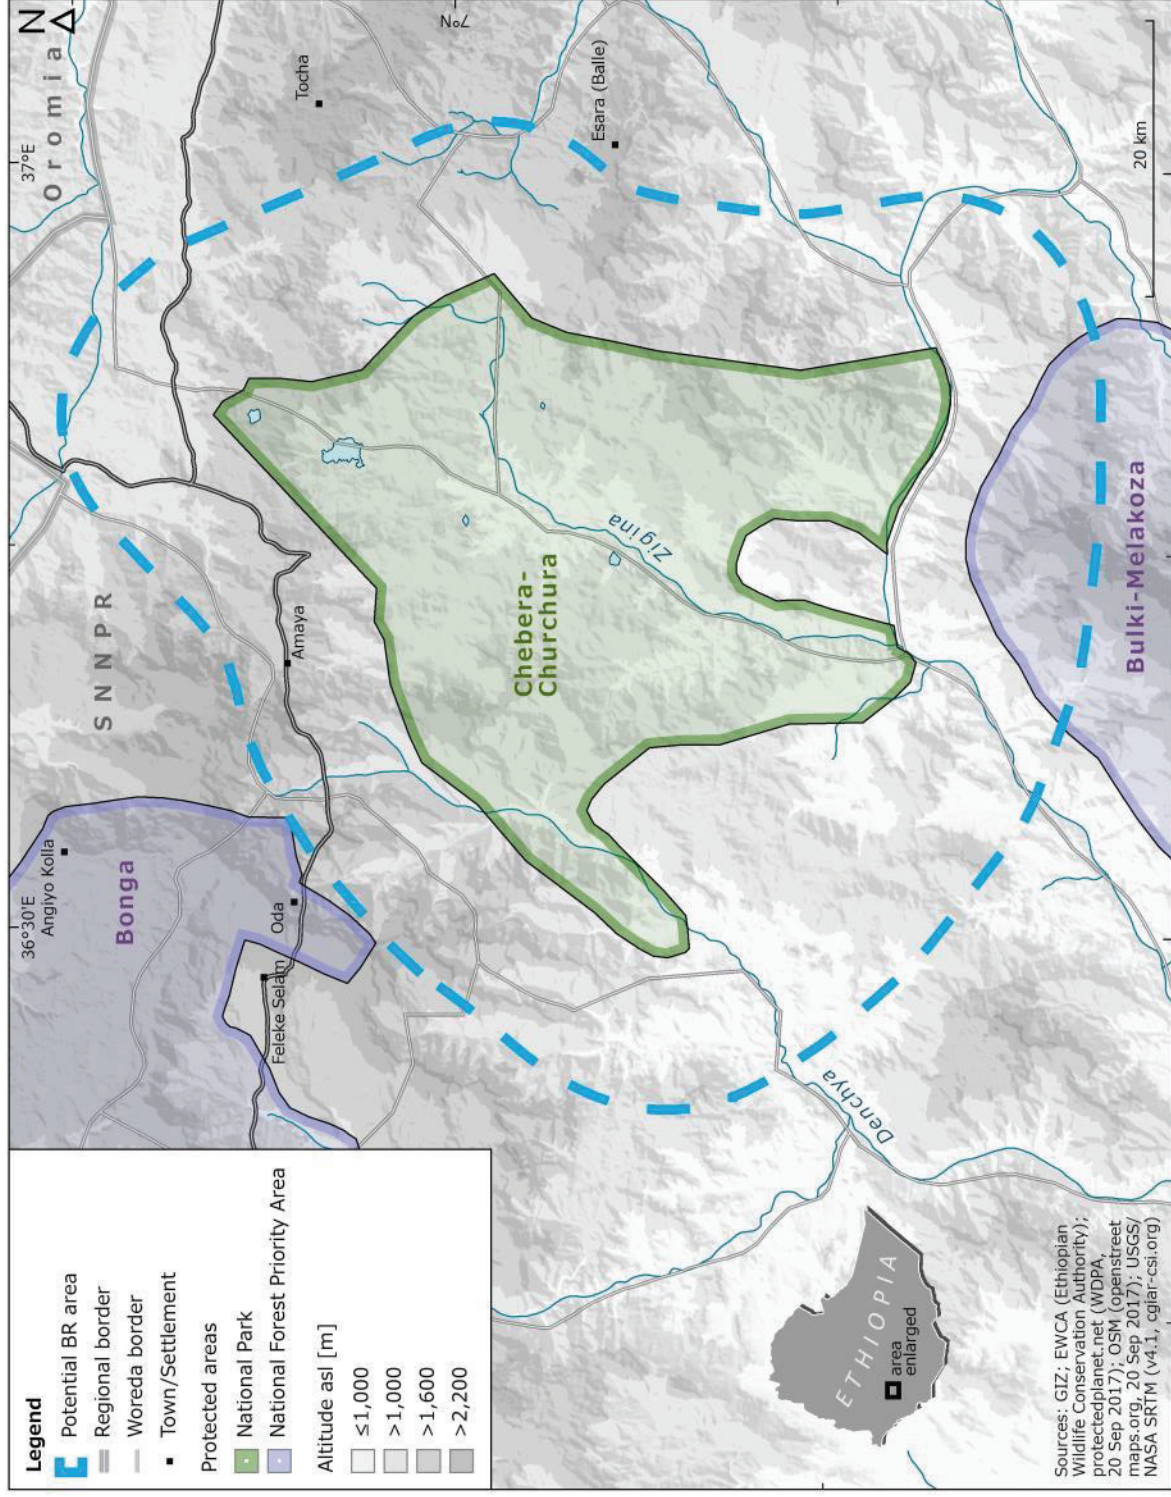 Legend
Potential BR area
Regional border
Woreda border
Town/Settlement
Protected areas
National Park
National Forest Priority Area
Altitude asl [m]
≤1,000
>1,000
>1,600
>2,200
36°30'E
37°E
N
7°N
Oromia
SNNPR
Angiyo Kolla
Bonga
Feleke Selam
Oda
Amaya
Tocha
Esara (Balle)
Chebera-
Churchura
Zigina
Denchya
Bulki-Melakoza
20 km
ETHIOPIA
area
enlarged
Sources: GIZ; EWCA (Ethiopian
Wildlife Conservation Authority);
protectedplanet.net (WDPA,
20 Sep 2017); OSM (openstreet
maps.org, 20 Sep 2017); USGS/
NASA SRTM (v4.1, cgiar-csi.org)